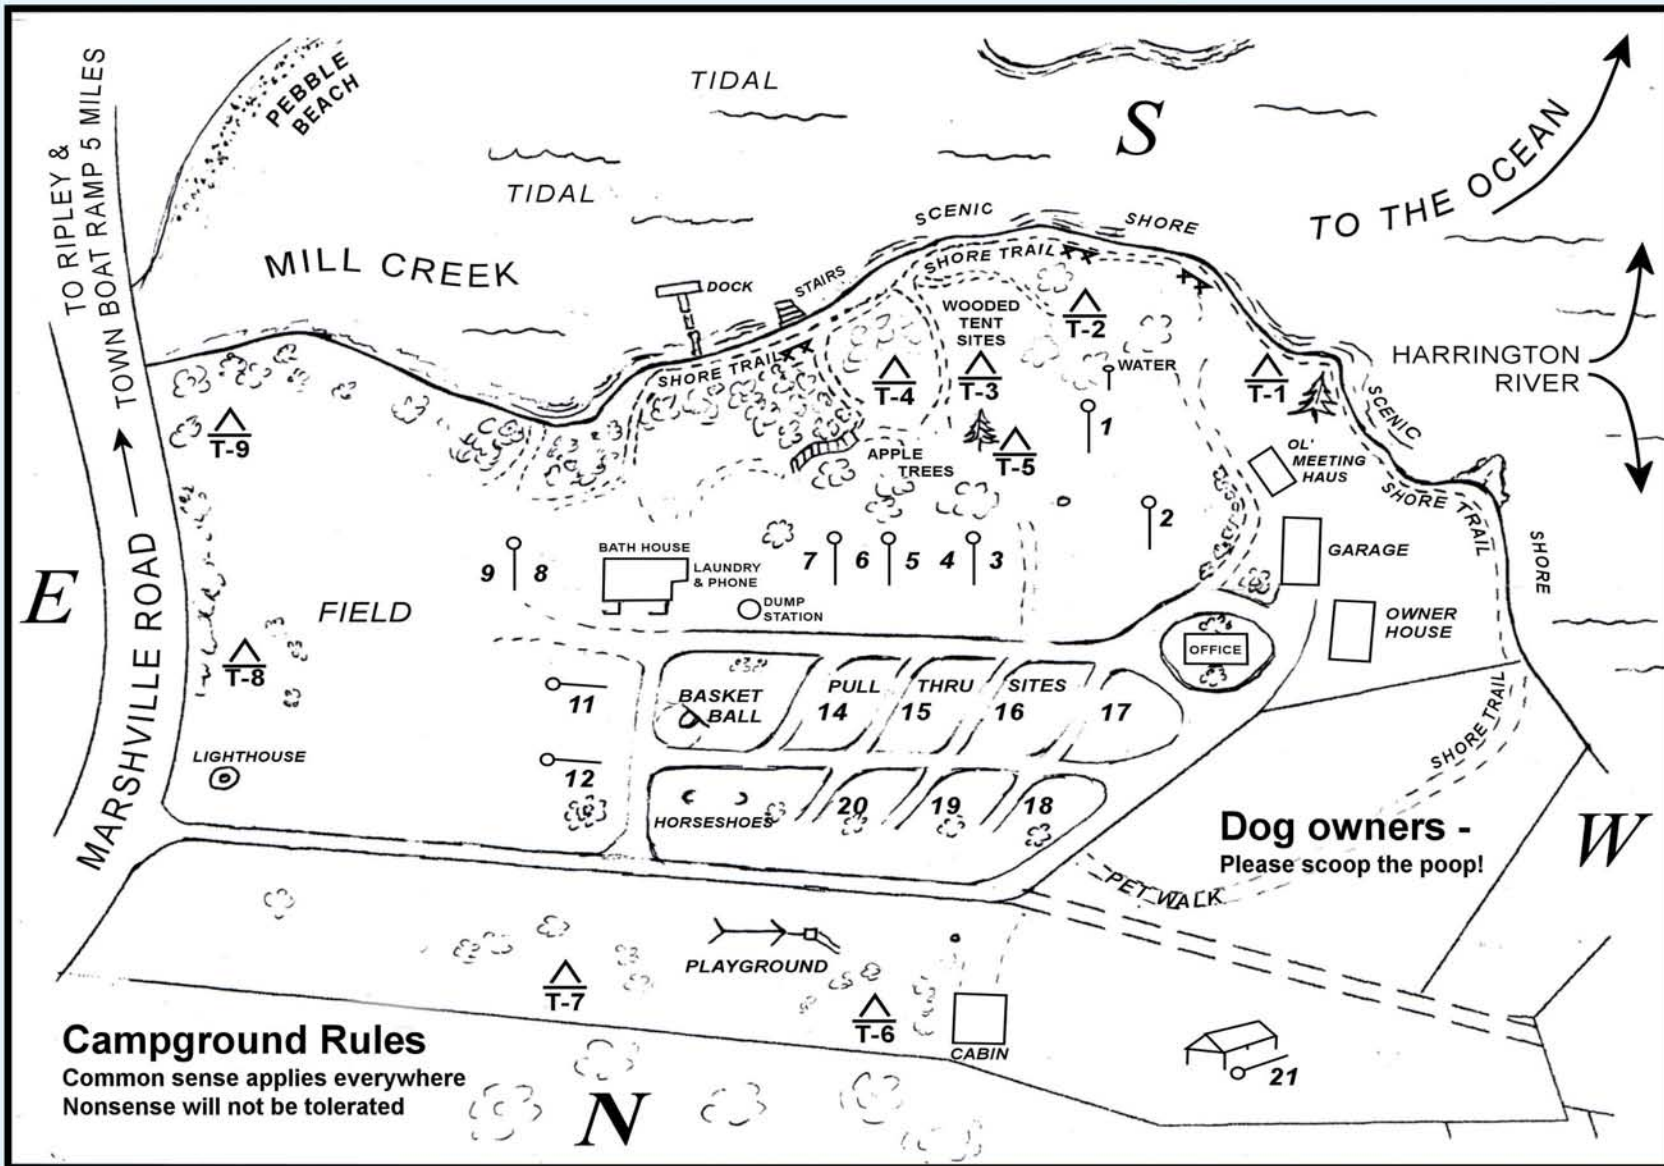 TO RIPLEY &
TOWN BOAT RAMP 5 MILES
PEBBLE
BEACH
TIDAL
TIDAL
S
TO THE OCEAN
MILL CREEK
DOCK
STAIRS
SCENIC
SHORE
SHORE TRAIL
WOODED
TENT
SITES
T-2
WATER
HARRINGTON
RIVER
SHORE TRAIL
T-4
T-3
T-1
SCENIC
T-9
1
APPLE
TREES
T-5
OL'
MEETING
HAUS
SHORE TRAIL
SHORE
2
GARAGE
9
8
BATH HOUSE
LAUNDRY
& PHONE
7
6
5
4
3
DUMP
STATION
E
MARSHVILLE ROAD
FIELD
OFFICE
OWNER
HOUSE
T-8
11
BASKET
BALL
PULL THRU SITES
14
15
16
17
SHORE TRAIL
LIGHTHOUSE
12
HORSESHOES
20
19
18
Dog owners -
Please scoop the poop!
W
PET WALK
PLAYGROUND
T-7
T-6
CABIN
21
Campground Rules
Common sense applies everywhere
Nonsense will not be tolerated
N